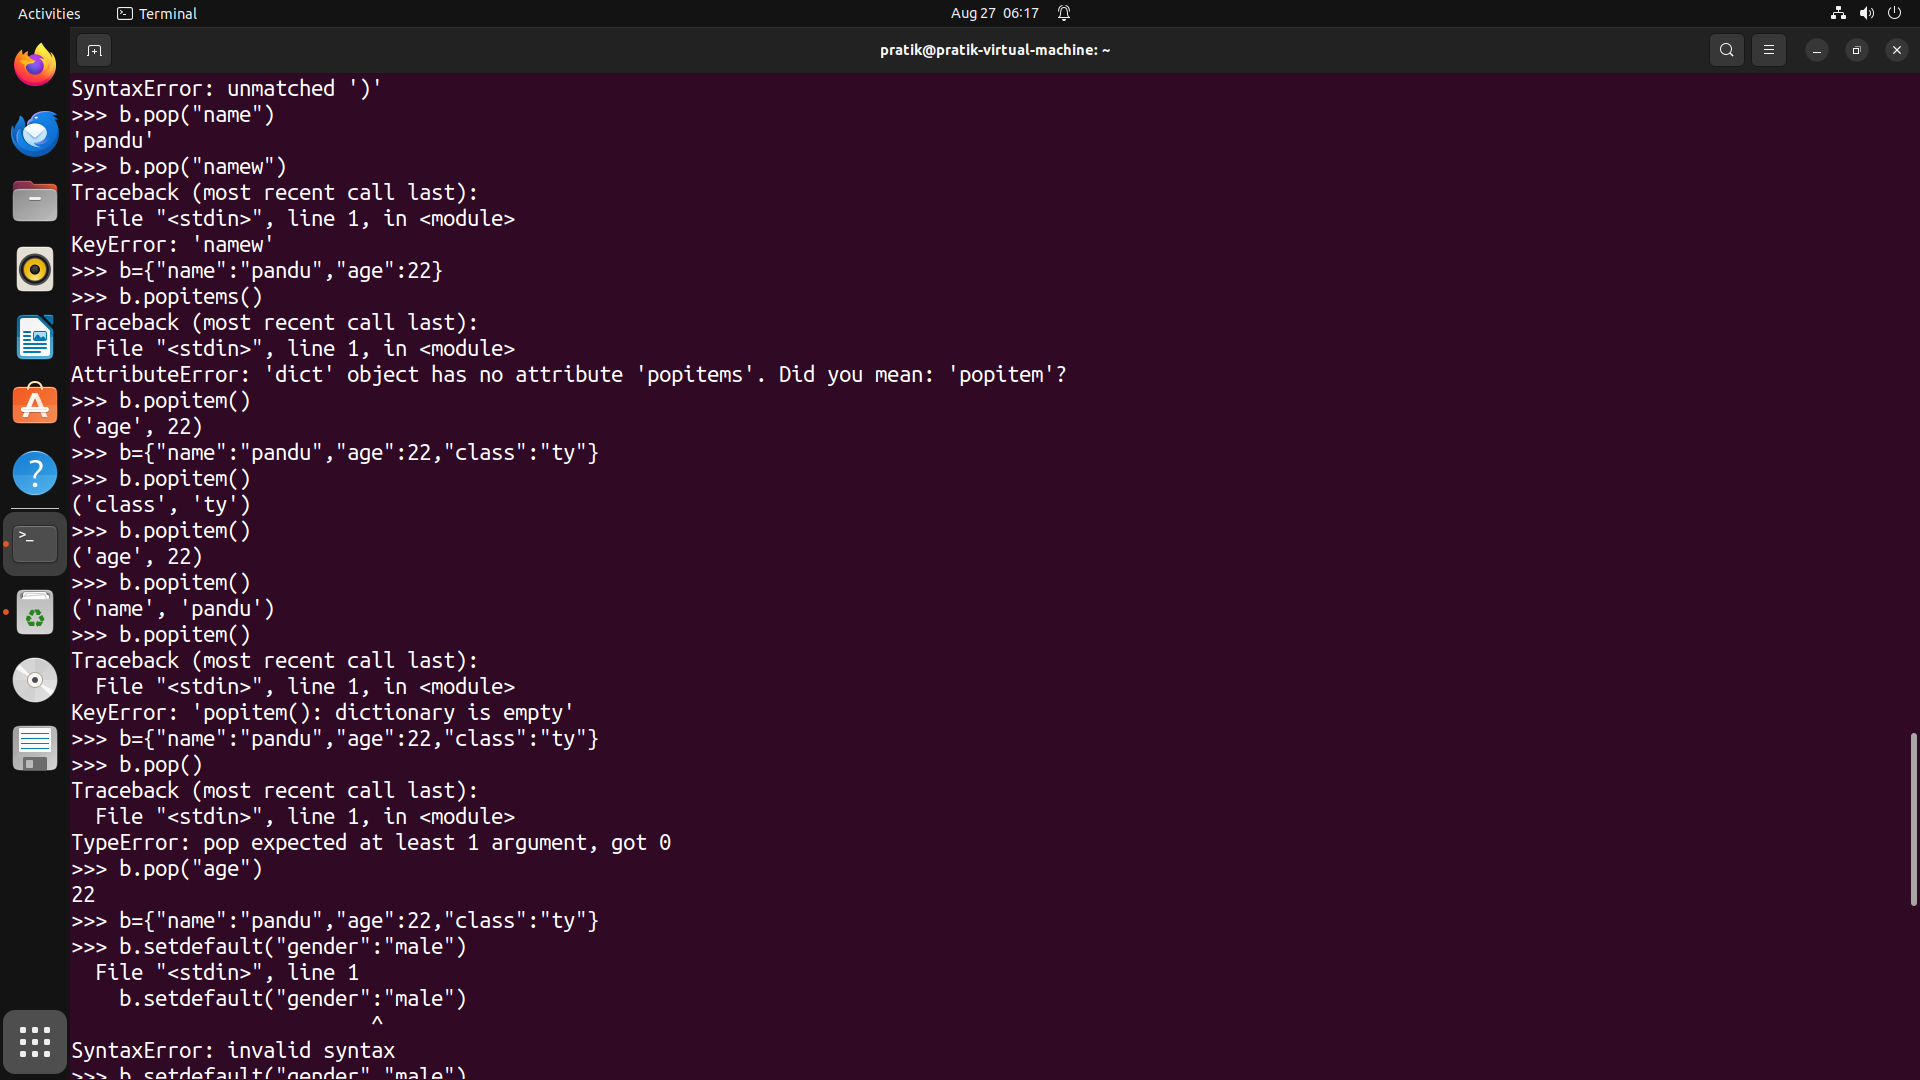 Activities
Terminal
Aug 27 06:17
pratik@pratik-virtual-machine: ~
SyntaxError: unmatched ')'
>>> b.pop("name")
'pandu'
>>> b.pop("namew")
Traceback (most recent call last):
  File "<stdin>", line 1, in <module>
KeyError: 'namew'
>>> b={"name":"pandu","age":22}
>>> b.popitems()
Traceback (most recent call last):
  File "<stdin>", line 1, in <module>
AttributeError: 'dict' object has no attribute 'popitems'. Did you mean: 'popitem'?
>>> b.popitem()
('age', 22)
>>> b={"name":"pandu","age":22,"class":"ty"}
>>> b.popitem()
('class', 'ty')
>>> b.popitem()
('age', 22)
>>> b.popitem()
('name', 'pandu')
>>> b.popitem()
Traceback (most recent call last):
  File "<stdin>", line 1, in <module>
KeyError: 'popitem(): dictionary is empty'
>>> b={"name":"pandu","age":22,"class":"ty"}
>>> b.pop()
Traceback (most recent call last):
  File "<stdin>", line 1, in <module>
TypeError: pop expected at least 1 argument, got 0
>>> b.pop("age")
22
>>> b={"name":"pandu","age":22,"class":"ty"}
>>> b.setdefault("gender":"male")
  File "<stdin>", line 1
    b.setdefault("gender":"male")
                         ^
SyntaxError: invalid syntax
>>> b.setdefault("gender","male")